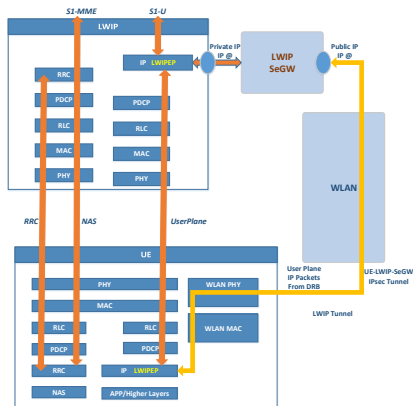 S1-MME
S1-U
LWIP
IP LWIPEP
Private IP
IP @
LWIP
SeGW
Public IP
IP @
RRC
PDCP
RLC
MAC
PHY
PDCP
RLC
MAC
PHY
WLAN
RRC
NAS
UserPlane
UE
PHY
MAC
RLC
PDCP
RRC
NAS
RLC
PDCP
IP LWIPEP
APP/Higher Layers
WLAN PHY
WLAN MAC
User Plane
IP Packets
From DRB
LWIP Tunnel
UE-LWIP-SeGW
IPsec Tunnel